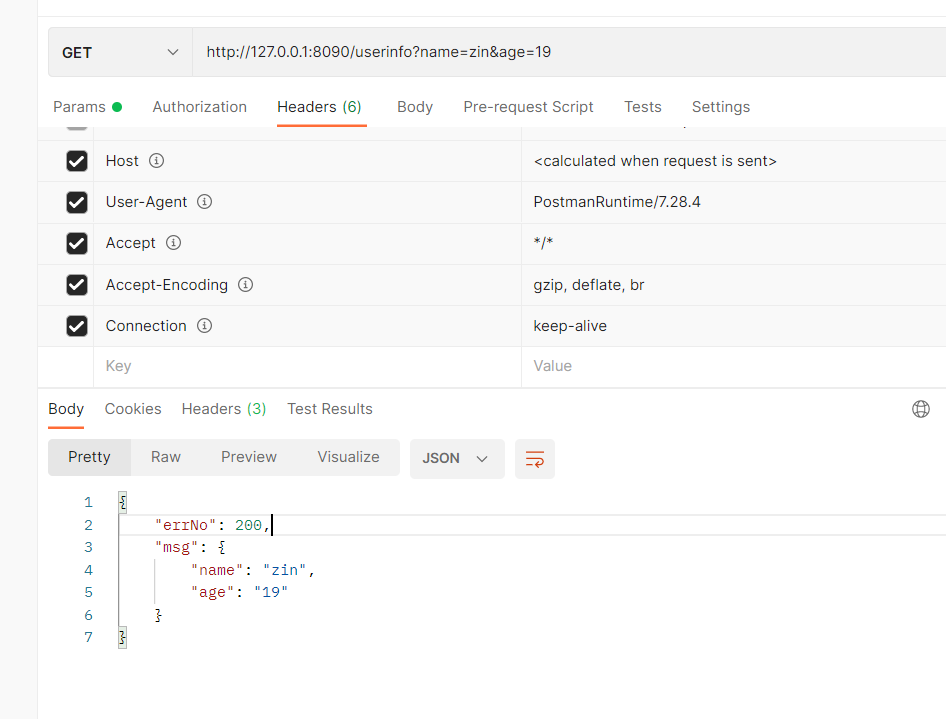 GET http://127.0.0.1:8090/userinfo?name=zin&age=19
Params Authorization Headers (6) Body Pre-request Script Tests Settings
Host <calculated when request is sent>
User-Agent PostmanRuntime/7.28.4
Accept */*
Accept-Encoding gzip, deflate, br
Connection keep-alive
Key Value
Body Cookies Headers (3) Test Results
Pretty Raw Preview Visualize JSON
1 {
2 "errNo": 200,
3 "msg": {
4 "name": "zin",
5 "age": "19"
6 }
7 }